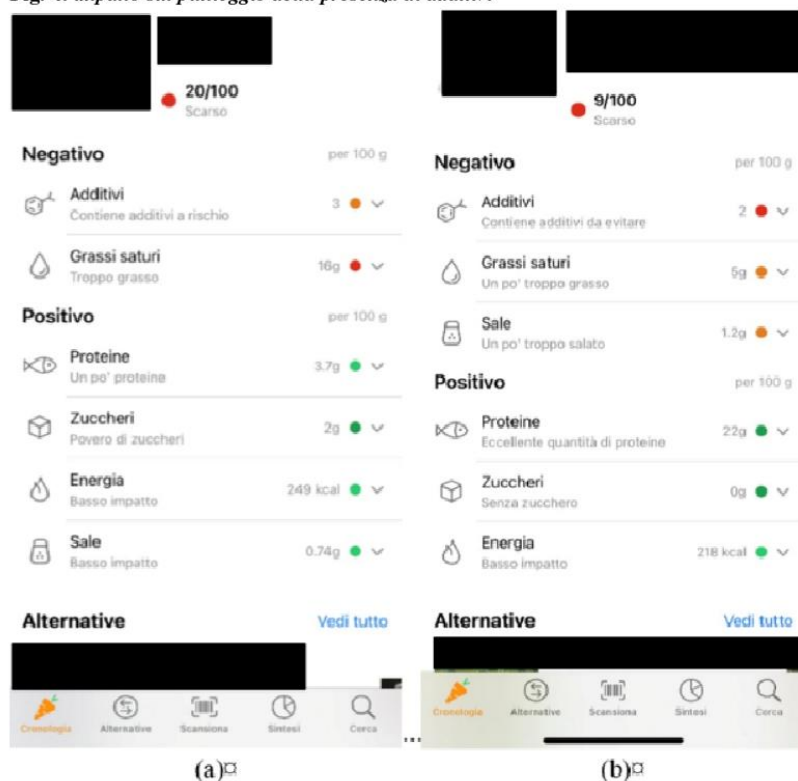 20/100
Scarso
Negativo per 100 g
Additivi
Contiene additivi a rischio
3
Grassi saturi
Troppo grasso
16g
Positivo per 100 g
Proteine
Un po' proteine
3.7g
Zuccheri
Povero di zuccheri
2g
Energia
Basso impatto
249 kcal
Sale
Basso impatto
0.74g
Alternative Vedi tutto
Cronologia Alternative Scansiona Sintesi Cerca
(a)¤
9/100
Scarso
Negativo per 100 g
Additivi
Contiene additivi da evitare
2
Grassi saturi
Un po' troppo grasso
5g
Sale
Un po' troppo salato
1.2g
Positivo per 100 g
Proteine
Eccellente quantità di proteine
22g
Zuccheri
Senza zucchero
0g
Energia
Basso impatto
218 kcal
Alternative Vedi tutto
Cronologia Alternative Scansiona Sintesi Cerca
(b)¤